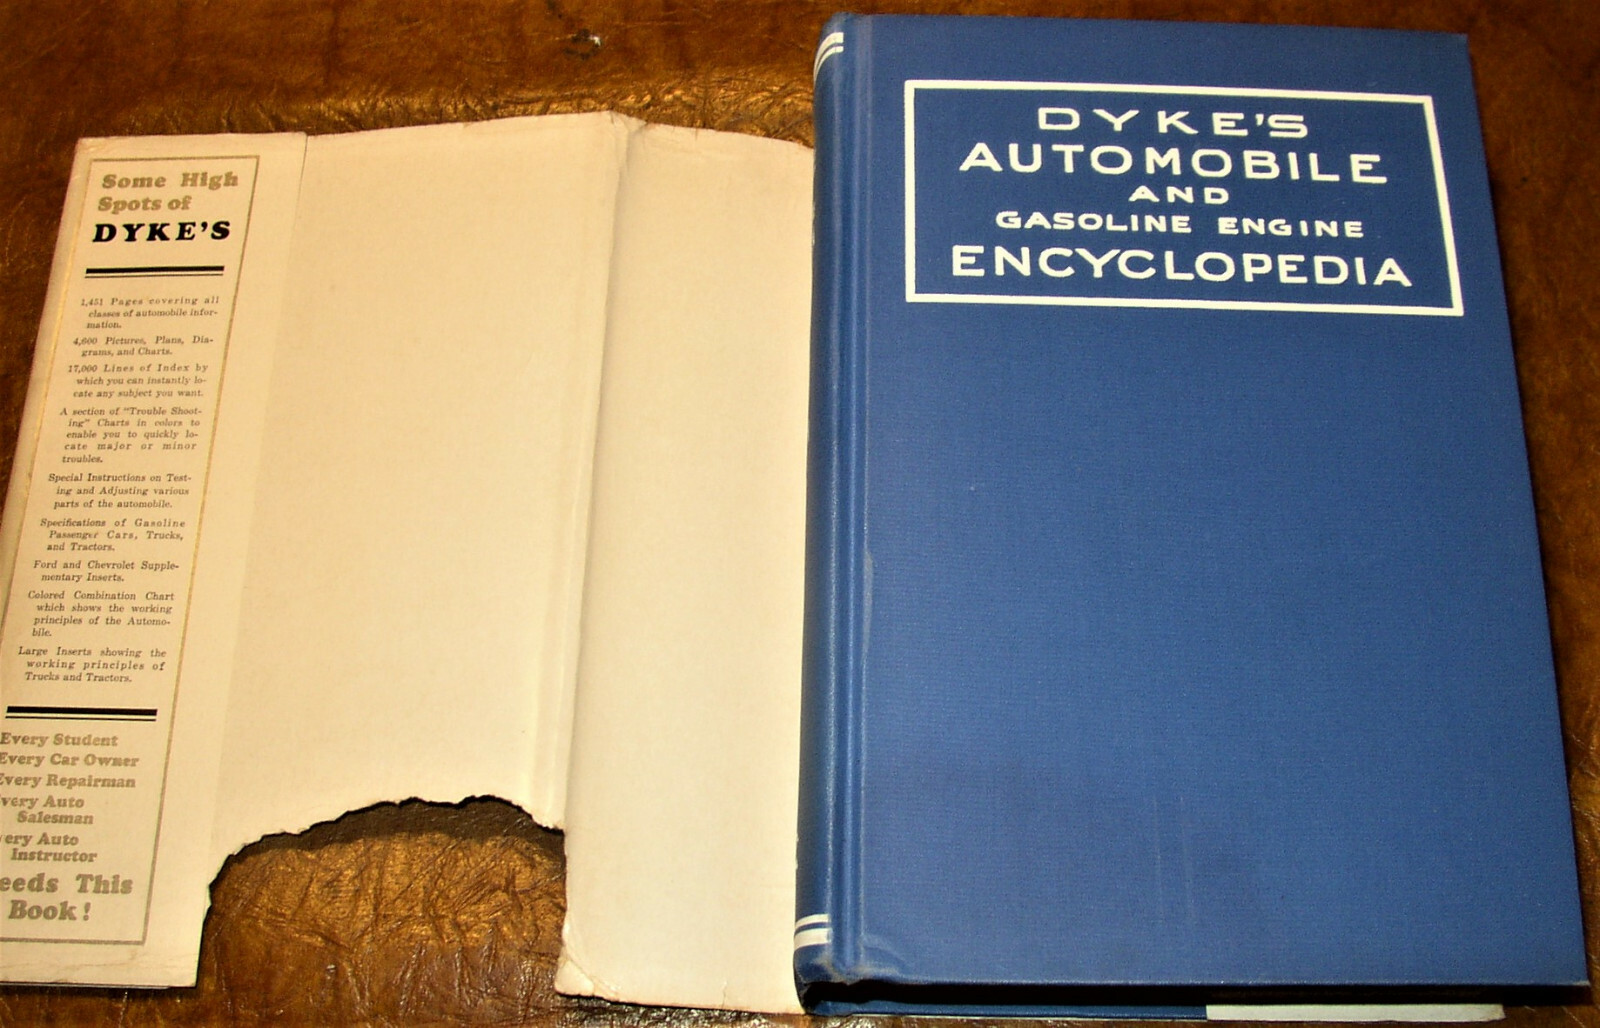 Some High
Spots of
DYKE'S
1,451 Pages covering all
classes of automobile infor-
mation.
4,600 Pictures, Plans, Dia-
grams, and Charts.
17,000 Lines of Index by
which you can instantly lo-
cate any subject you want.
A section of "Trouble Shoot-
ing" Charts in colors to
enable you to quickly lo-
cate major or minor
troubles.
Special Instructions on Test-
ing and Adjusting various
parts of the automobile.
Specifications of Gasoline
Passenger Cars, Trucks,
and Tractors.
Ford and Chevrolet Supple-
mentary Inserts.
Colored Combination Chart
which shows the working
principles of the Automo-
bile.
Large Inserts showing the
working principles of
Trucks and Tractors.
Every Student
Every Car Owner
Every Repairman
very Auto
Salesman
ery Auto
Instructor
eeds This
Book!
DYKE'S
AUTOMOBILE
AND
GASOLINE ENGINE
ENCYCLOPEDIA